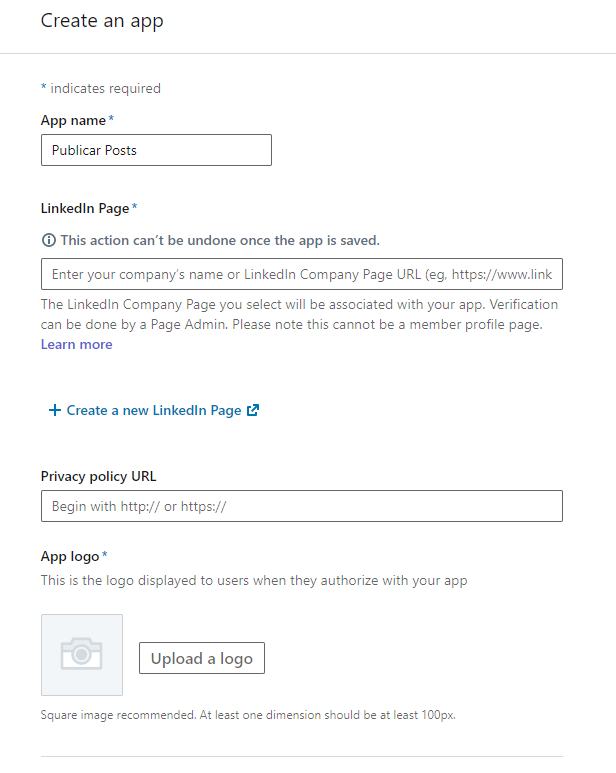 Create an app
* indicates required
App name*
Publicar Posts
LinkedIn Page*
This action can't be undone once the app is saved.
Enter your company's name or LinkedIn Company Page URL (eg, https://www.link
The LinkedIn Company Page you select will be associated with your app. Verification
can be done by a Page Admin. Please note this cannot be a member profile page.
Learn more
+ Create a new LinkedIn Page
Privacy policy URL
Begin with http:// or https://
App logo*
This is the logo displayed to users when they authorize with your app
Upload a logo
Square image recommended. At least one dimension should be at least 100px.